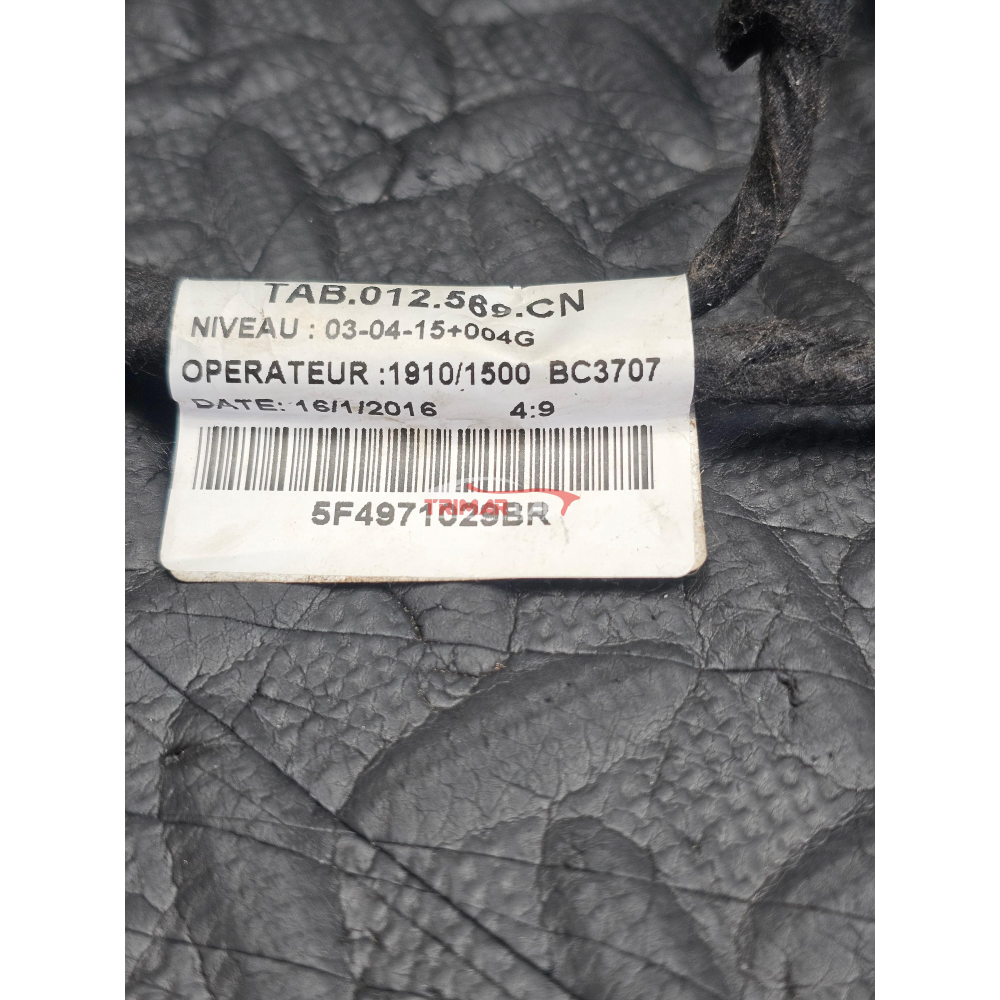 TAB.012.569.CN
NIVEAU : 03-04-15+004G
OPERATEUR :1910/1500 BC3707
DATE: 16/1/2016 4:9
TRIMAR
5F4971029BR